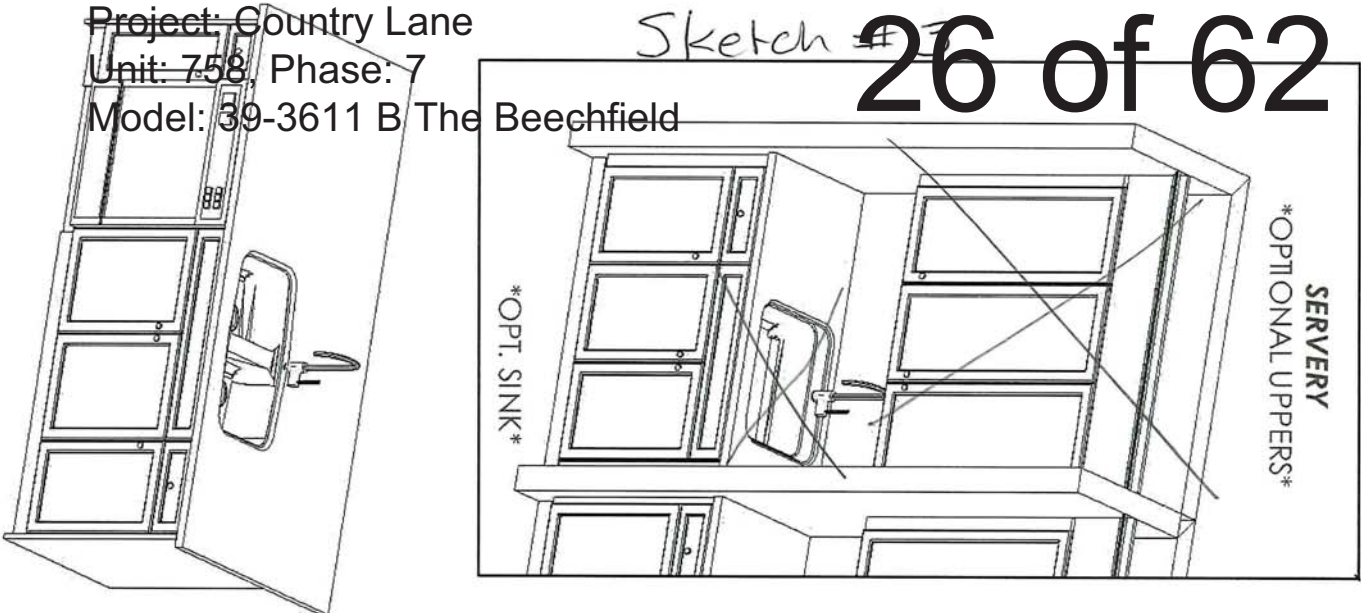 Project: Country Lane
Unit: 758, Phase: 7
Model: 39-3611 B The Beechfield
Sketch #3
26 of 62
SERVERY
*OPTIONAL UPPERS*
*OPT. SINK*